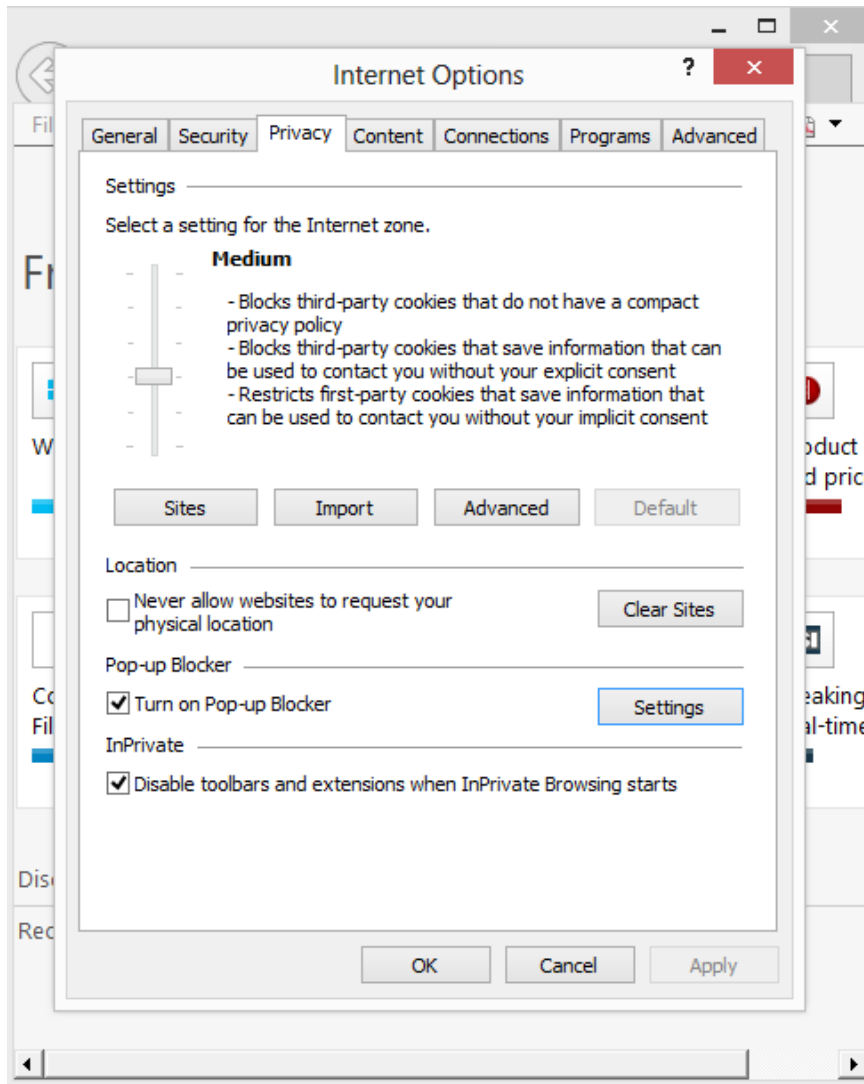 Internet Options
?
General Security Privacy Content Connections Programs Advanced
Settings
Select a setting for the Internet zone.
Medium
- Blocks third-party cookies that do not have a compact
privacy policy
- Blocks third-party cookies that save information that can
be used to contact you without your explicit consent
- Restricts first-party cookies that save information that
can be used to contact you without your implicit consent
Sites Import Advanced Default
Location
Never allow websites to request your
physical location
Clear Sites
Pop-up Blocker
Turn on Pop-up Blocker
Settings
InPrivate
Disable toolbars and extensions when InPrivate Browsing starts
OK Cancel Apply